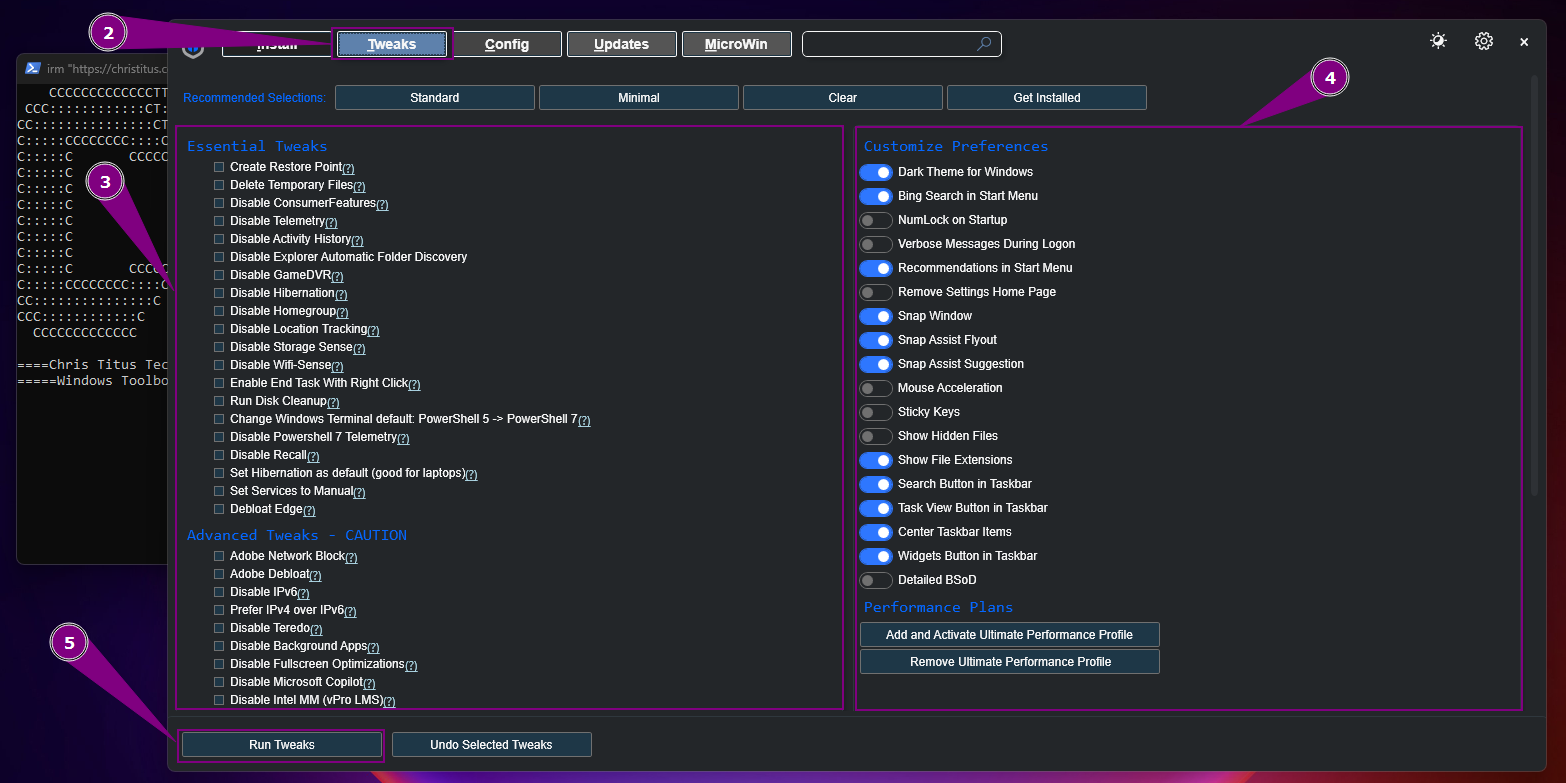 2
Install
Tweaks
Config
Updates
MicroWin
irm "https://christitus.c
4
Recommended Selections:
Standard
Minimal
Clear
Get Installed
CCCCCCCCCCCCCTT
CCC::::::::::::CT:
CC:::::::::::::::CT
C:::::CCCCCCCC::::C
C:::::C       CCCCC
C:::::C
C:::::C
C:::::C
C:::::C
C:::::C
C:::::C
C:::::C       CCCCC
C:::::CCCCCCCC::::C
CC:::::::::::::::C
CCC::::::::::::C
CCCCCCCCCCCCC
====Chris Titus Tec
=====Windows Toolbo
3
Essential Tweaks
Create Restore Point(?)
Delete Temporary Files(?)
Disable ConsumerFeatures(?)
Disable Telemetry(?)
Disable Activity History(?)
Disable Explorer Automatic Folder Discovery
Disable GameDVR(?)
Disable Hibernation(?)
Disable Homegroup(?)
Disable Location Tracking(?)
Disable Storage Sense(?)
Disable Wifi-Sense(?)
Enable End Task With Right Click(?)
Run Disk Cleanup(?)
Change Windows Terminal default: PowerShell 5 -> PowerShell 7(?)
Disable Powershell 7 Telemetry(?)
Disable Recall(?)
Set Hibernation as default (good for laptops)(?)
Set Services to Manual(?)
Debloat Edge(?)
Advanced Tweaks - CAUTION
Adobe Network Block(?)
Adobe Debloat(?)
Disable IPv6(?)
Prefer IPv4 over IPv6(?)
Disable Teredo(?)
Disable Background Apps(?)
Disable Fullscreen Optimizations(?)
Disable Microsoft Copilot(?)
Disable Intel MM (vPro LMS)(?)
Customize Preferences
Dark Theme for Windows
Bing Search in Start Menu
NumLock on Startup
Verbose Messages During Logon
Recommendations in Start Menu
Remove Settings Home Page
Snap Window
Snap Assist Flyout
Snap Assist Suggestion
Mouse Acceleration
Sticky Keys
Show Hidden Files
Show File Extensions
Search Button in Taskbar
Task View Button in Taskbar
Center Taskbar Items
Widgets Button in Taskbar
Detailed BSoD
Performance Plans
Add and Activate Ultimate Performance Profile
Remove Ultimate Performance Profile
5
Run Tweaks
Undo Selected Tweaks